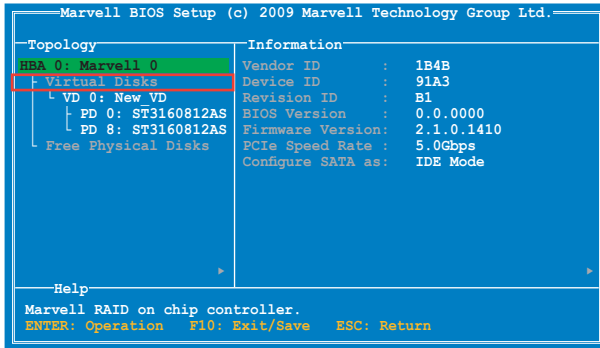 Marvell BIOS Setup (c) 2009 Marvell Technology Group Ltd.
Topology
HBA 0: Marvell 0
Virtual Disks
VD 0: New_VD
PD 0: ST3160812AS
PD 8: ST3160812AS
Free Physical Disks
Information
Vendor ID : 1B4B
Device ID : 91A3
Revision ID : B1
BIOS Version : 0.0.0000
Firmware Version: 2.1.0.1410
PCIe Speed Rate : 5.0Gbps
Configure SATA as: IDE Mode
Help
Marvell RAID on chip controller.
ENTER: Operation F10: Exit/Save ESC: Return